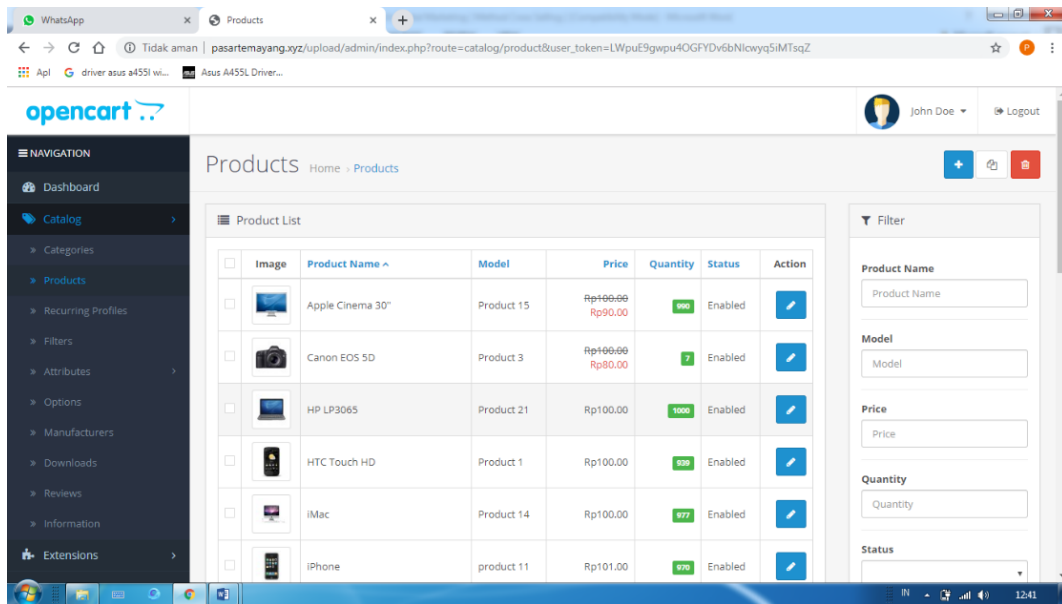 WhatsApp
Products
Tidak aman | pasartemayang.xyz/upload/admin/index.php?route=catalog/product&user_token=LWpuE9gwpu4OGFYDv6bNlcwyq5iMTsqZ
P
Apl
driver asus a455l wi...
Asus A455L Driver...
opencart
John Doe
Logout
NAVIGATION
Products
Home › Products
Dashboard
Catalog
» Categories
» Products
» Recurring Profiles
» Filters
» Attributes
» Options
» Manufacturers
» Downloads
» Reviews
» Information
Extensions
Product List
Image Product Name Model Price Quantity Status Action
Apple Cinema 30" Product 15 Rp100.00 990 Enabled
Rp90.00
Canon EOS 5D Product 3 Rp100.00 7 Enabled
Rp80.00
HP LP3065 Product 21 Rp100.00 1000 Enabled
HTC Touch HD Product 1 Rp100.00 939 Enabled
iMac Product 14 Rp100.00 977 Enabled
iPhone product 11 Rp101.00 970 Enabled
Filter
Product Name
Product Name
Model
Model
Price
Price
Quantity
Quantity
Status
IN
12:41